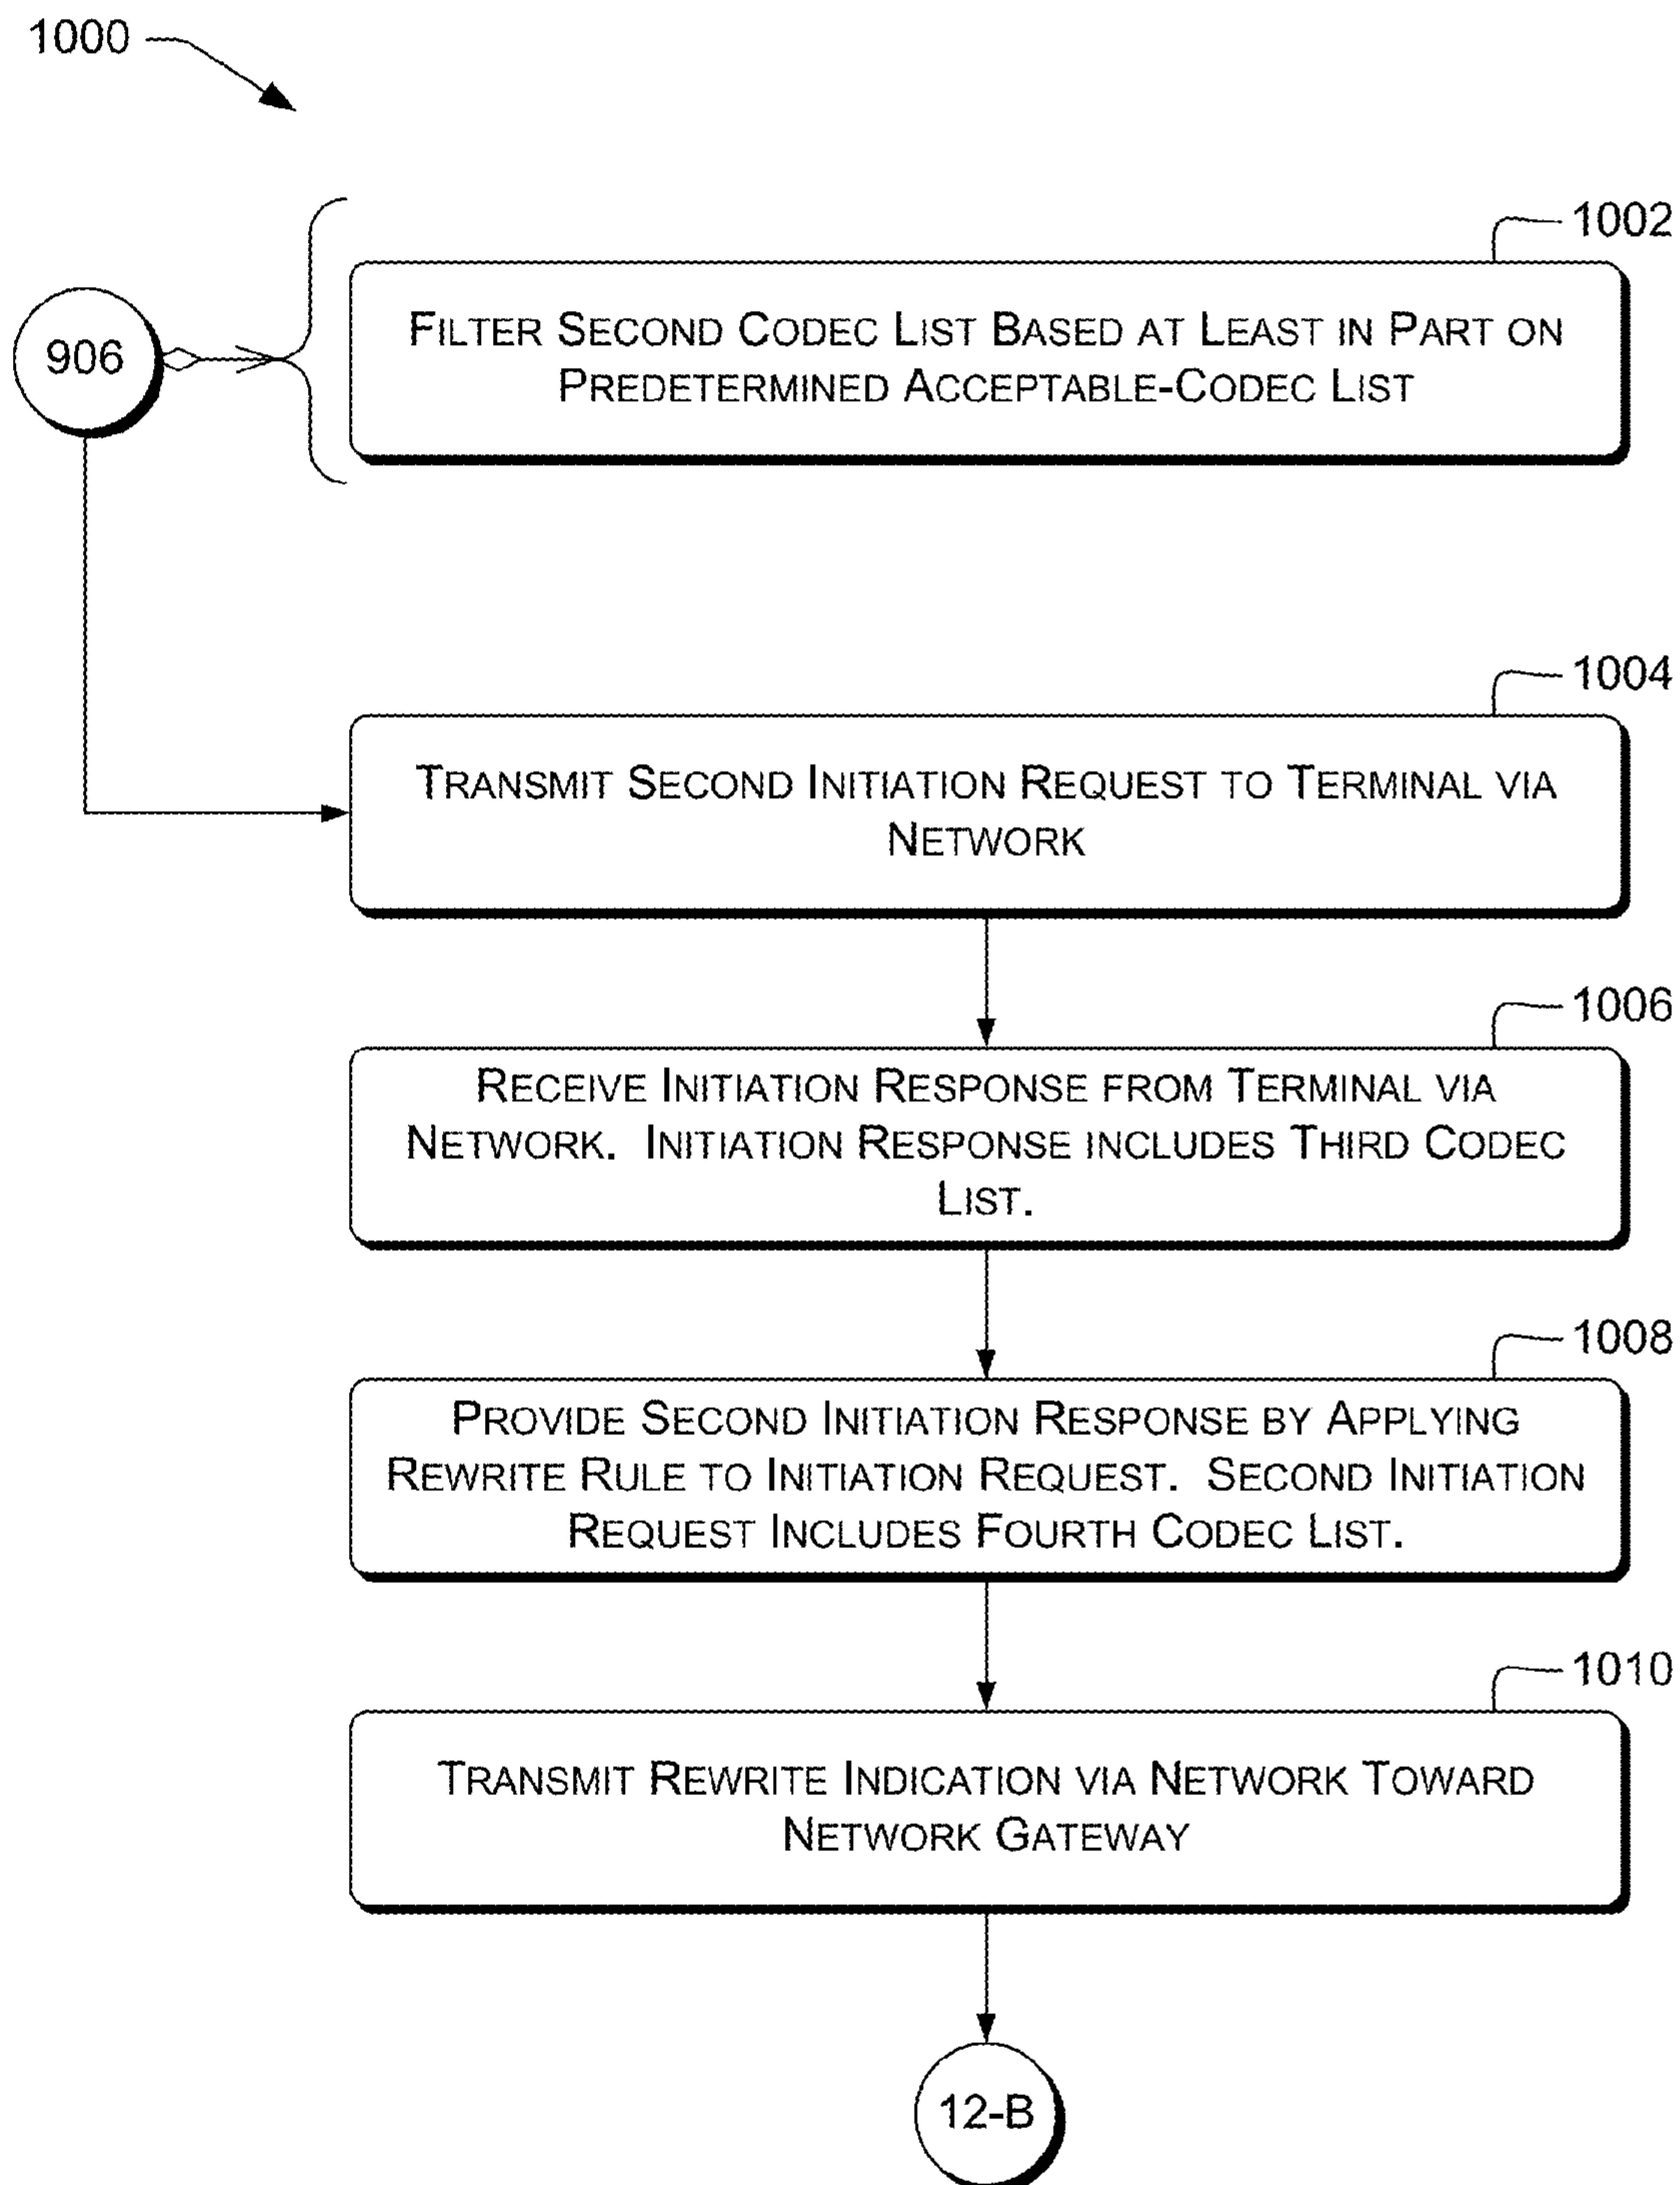 1000
1002
906
FILTER SECOND CODEC LIST BASED AT LEAST IN PART ON
PREDETERMINED ACCEPTABLE-CODEC LIST
1004
TRANSMIT SECOND INITIATION REQUEST TO TERMINAL VIA
NETWORK
1006
RECEIVE INITIATION RESPONSE FROM TERMINAL VIA
NETWORK. INITIATION RESPONSE INCLUDES THIRD CODEC
LIST.
1008
PROVIDE SECOND INITIATION RESPONSE BY APPLYING
REWRITE RULE TO INITIATION REQUEST. SECOND INITIATION
REQUEST INCLUDES FOURTH CODEC LIST.
1010
TRANSMIT REWRITE INDICATION VIA NETWORK TOWARD
NETWORK GATEWAY
12-B